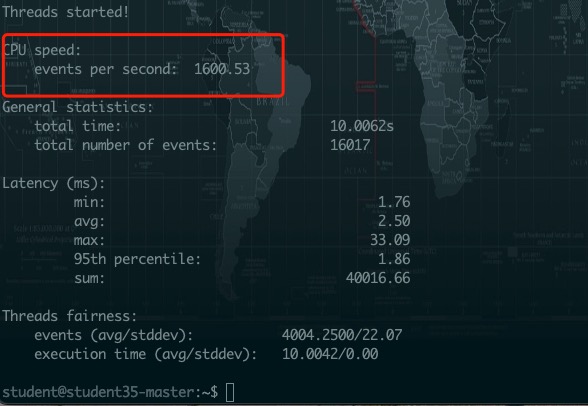 Threads started!
CPU speed:
events per second: 1600.53
General statistics:
total time: 10.0062s
total number of events: 16017
Latency (ms):
min: 1.76
avg: 2.50
max: 33.09
95th percentile: 1.86
sum: 40016.66
Threads fairness:
events (avg/stddev): 4004.2500/22.07
execution time (avg/stddev): 10.0042/0.00
student@student35-master:~$
BRAZIL